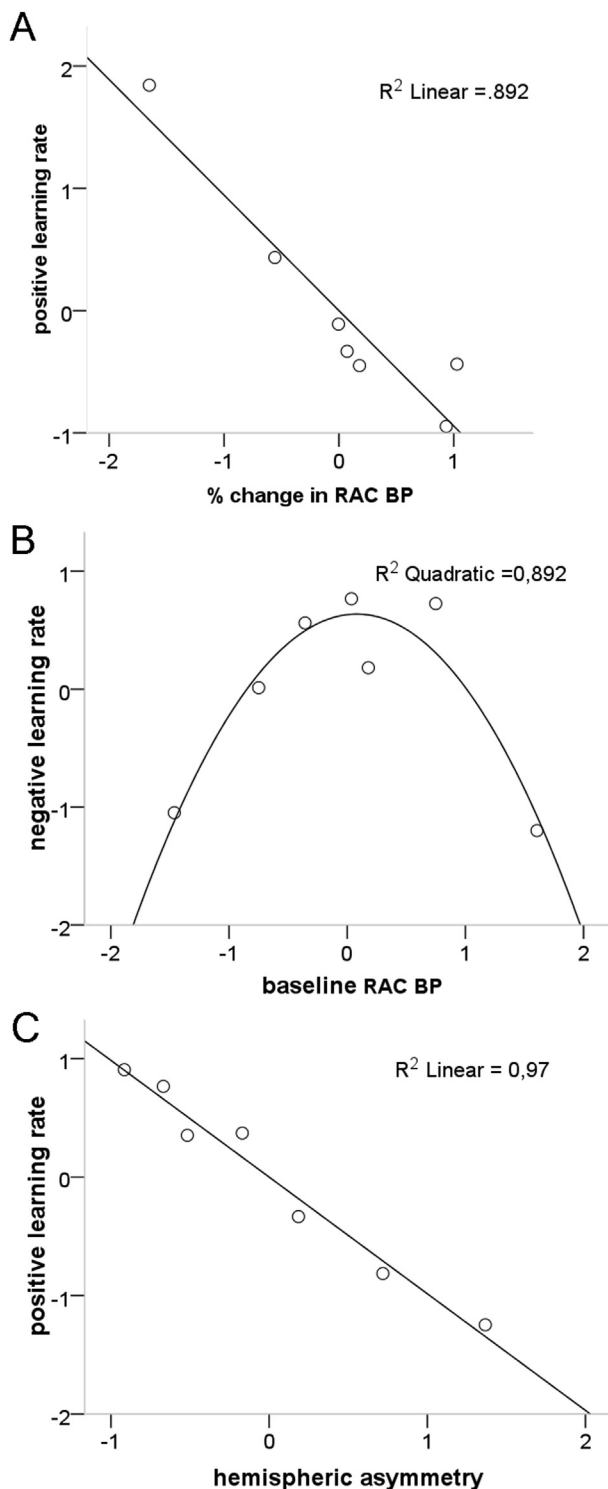 A
R² Linear =.892
positive learning rate
2
1
0
-1
-2
-1
0
1
% change in RAC BP
B
R² Quadratic =0,892
negative learning rate
1
0
-1
-2
-2
-1
0
1
2
baseline RAC BP
C
R² Linear = 0,97
positive learning rate
1
0
-1
-2
-1
0
1
2
hemispheric asymmetry